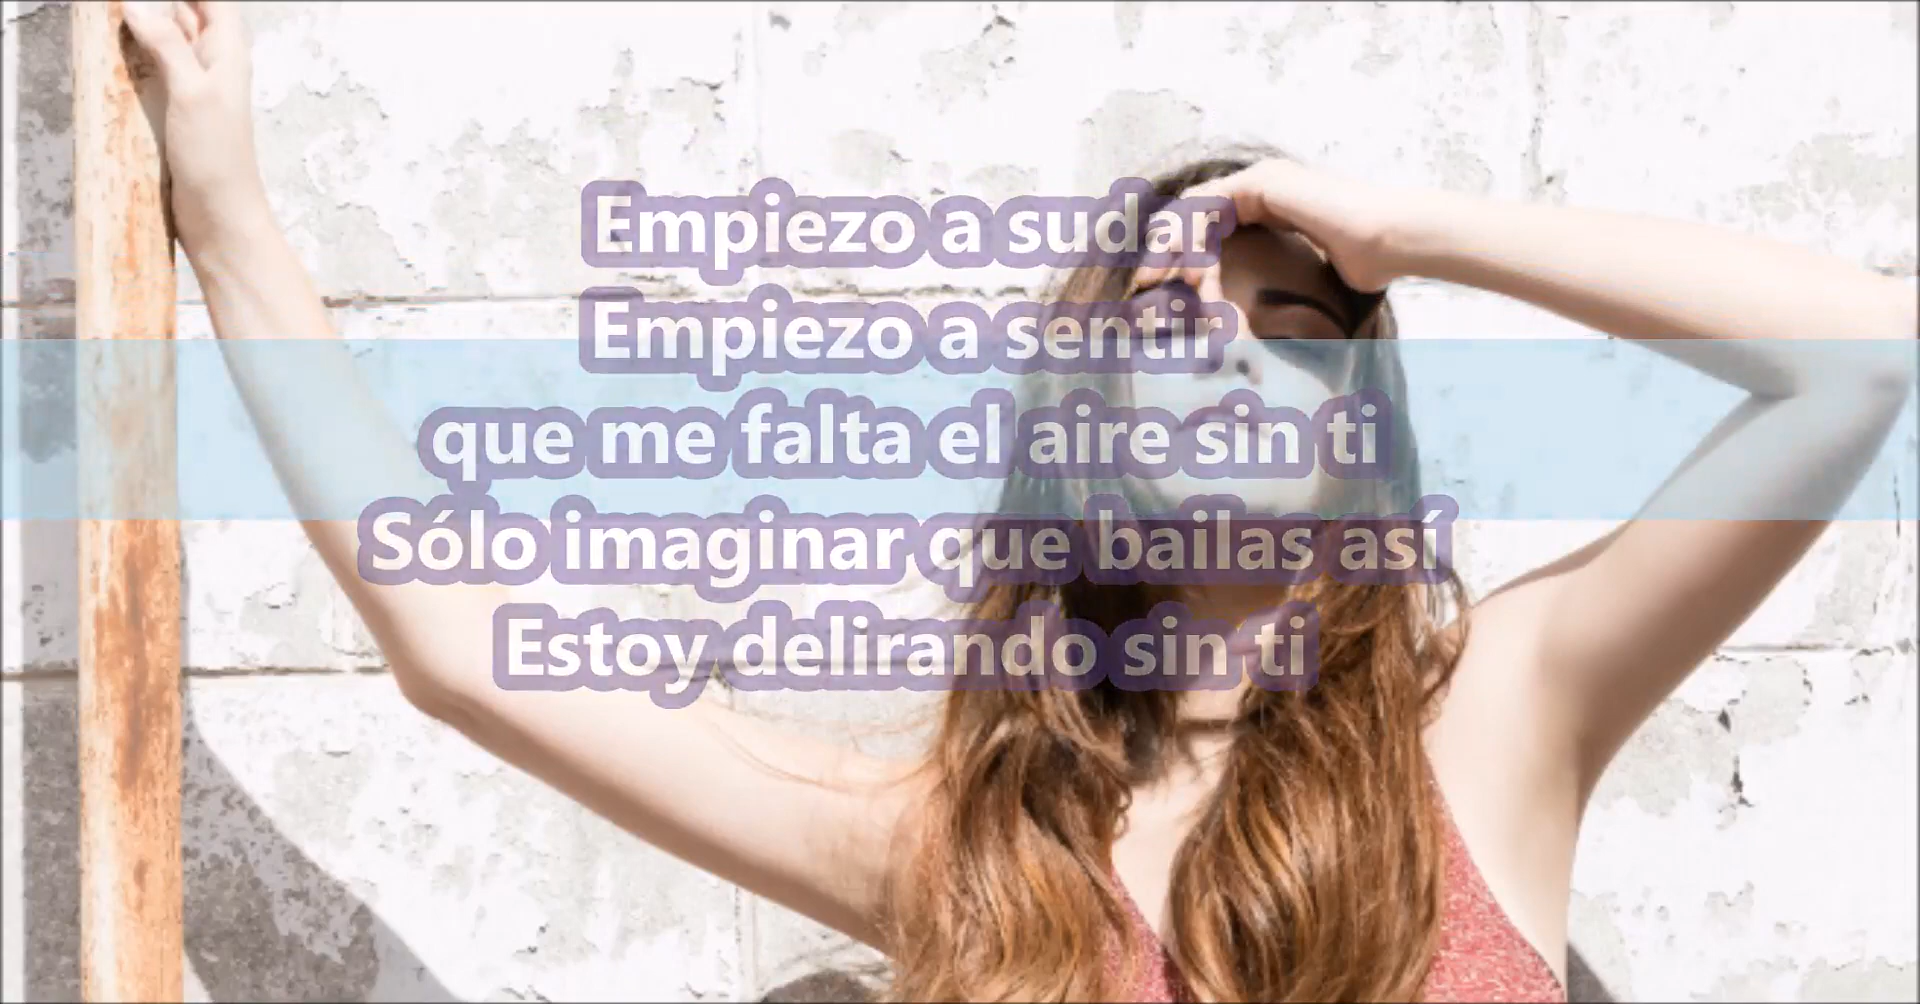 Empiezo a sudar
Empiezo a sentir
que me falta el aire sin ti
Sólo imaginar que bailas así
Estoy delirando sin ti